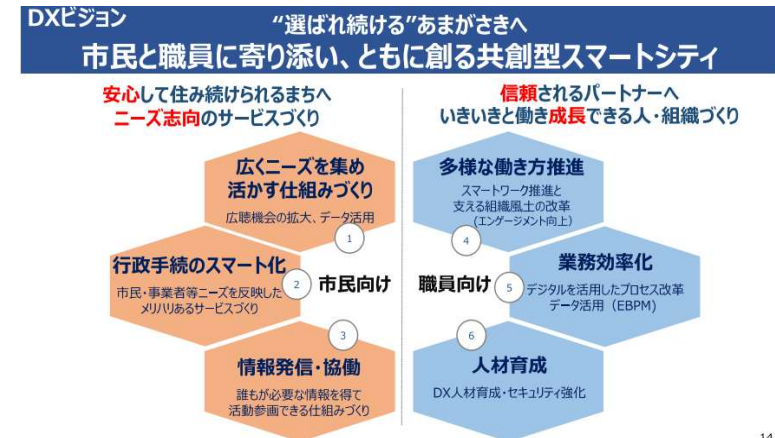 DXビジョン
“選ばれ続ける”あまがさきへ
市民と職員に寄り添い、ともに創る共創型スマートシティ
安心して住み続けられるまちへ
ニーズ志向のサービスづくり
広くニーズを集め
活かす仕組みづくり
広聴機会の拡大、データ活用
1
行政手続のスマート化
市民・事業者等ニーズを反映した
メリハリあるサービスづくり
2
市民向け
3
情報発信・協働
誰もが必要な情報を得て
活動参画できる仕組みづくり
信頼されるパートナーへ
いきいきと働き成長できる人・組織づくり
多様な働き方推進
スマートワーク推進と
支える組織風土の改革
(エンゲージメント向上)
4
職員向け
5
業務効率化
デジタルを活用したプロセス改革
データ活用（EBPM)
6
人材育成
DX人材育成・セキュリティ強化
14